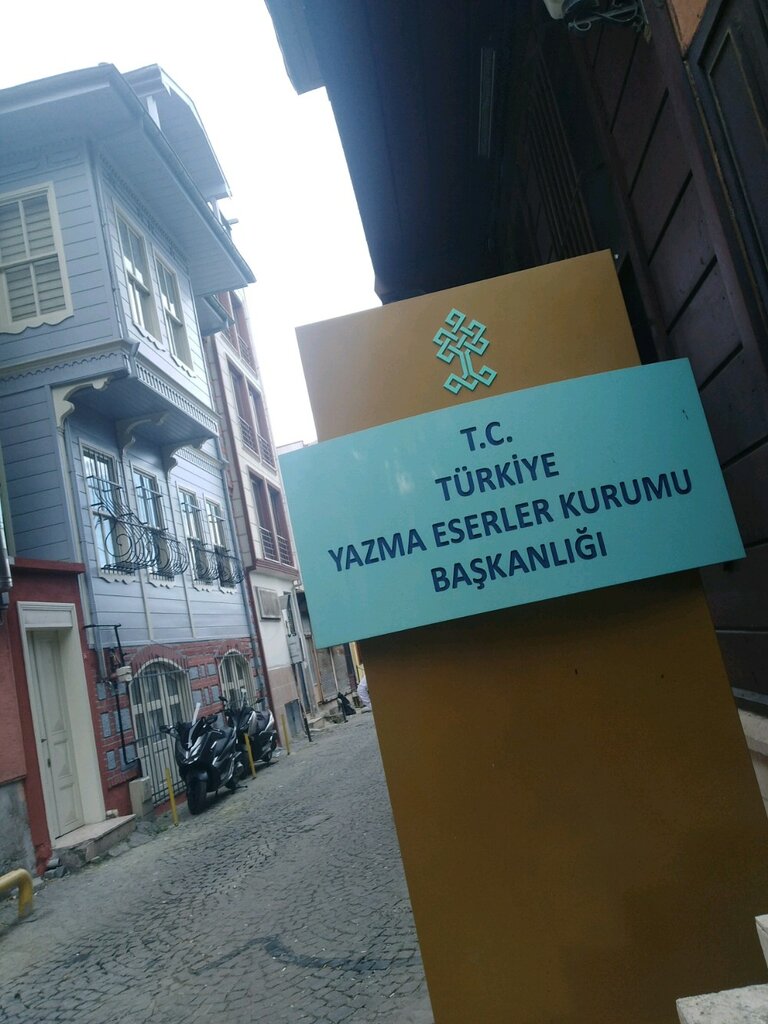 T.C.
TÜRKİYE
YAZMA ESERLER KURUMU
BAŞKANLIĞI